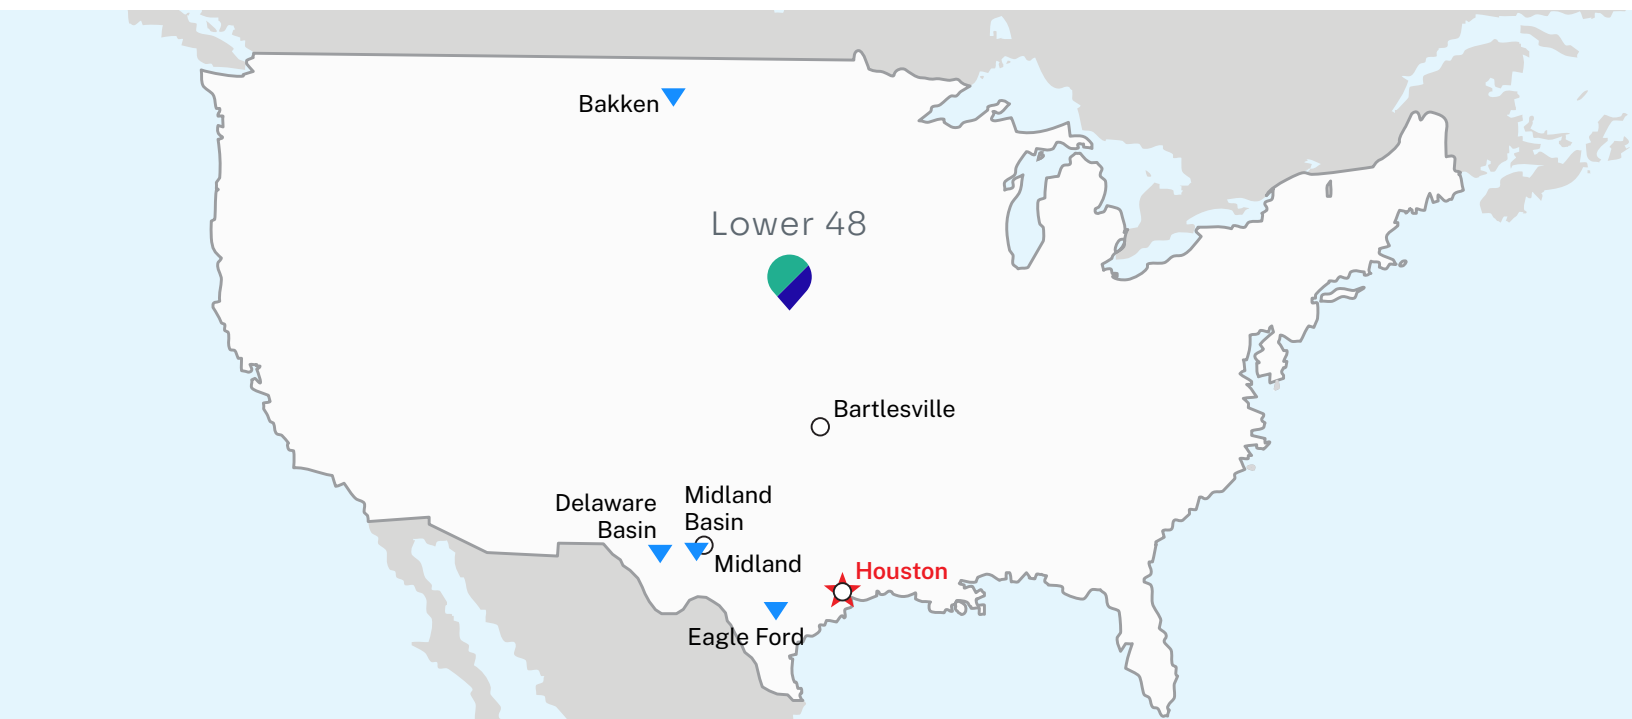 Bakken
Lower 48
Bartlesville
Delaware
Basin
Midland
Basin
Midland
Houston
Eagle Ford